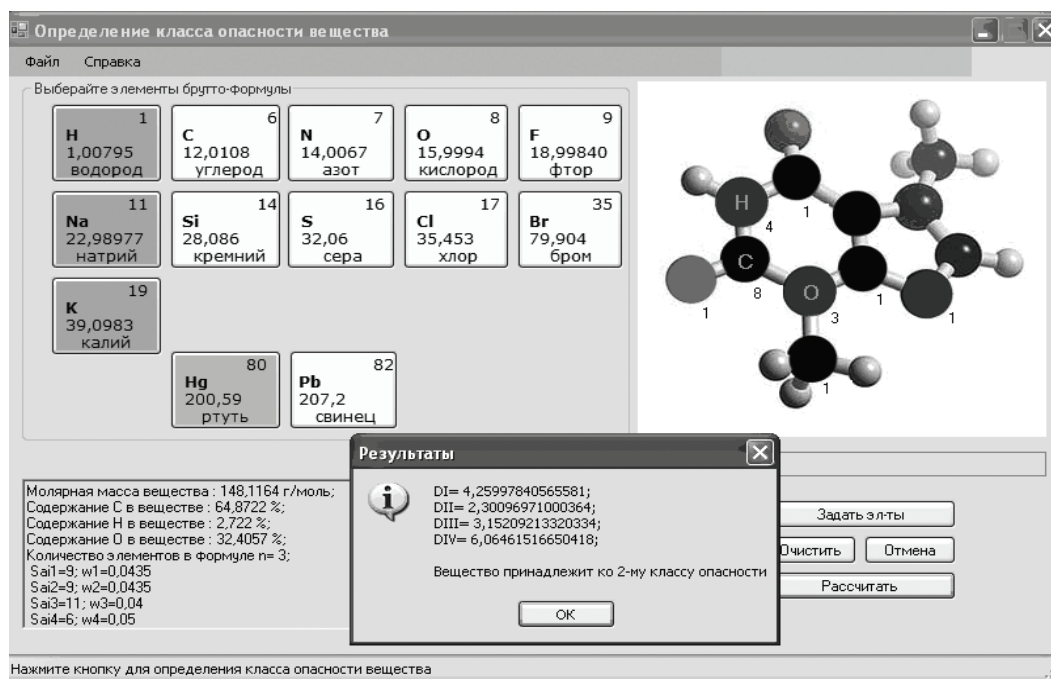 Определение класса опасности вещества
Файл Справка
Выберайте элементы брутто-формулы
1
H
1,00795
водород
6
C
12,0108
углерод
7
N
14,0067
азот
8
O
15,9994
кислород
9
F
18,99840
фтор
11
Na
22,98977
натрий
14
Si
28,086
кремний
16
S
32,06
сера
17
Cl
35,453
хлор
35
Br
79,904
бром
19
K
39,0983
калий
80
Hg
200,59
ртуть
82
Pb
207,2
свинец
H
4
1
C
8
O
3
1
1
1
1
Молярная масса вещества : 148,1164 г/моль;
Содержание С в веществе : 64,8722 %;
Содержание Н в веществе : 2,722 %;
Содержание О в веществе : 32,4057 %;
Количество элементов в формуле n= 3;
Sai1=9; w1=0,0435
Sai2=9; w2=0,0435
Sai3=11; w3=0,04
Sai4=6; w4=0,05
Результаты
DI= 4,25997840565581;
DII= 2,30096971000364;
DIII= 3,15209213320334;
DIV= 6,06461516650418;
Вещество принадлежит ко 2-му классу опасности
OK
Задать эл-ты
Очистить Отмена
Рассчитать
Нажмите кнопку для определения класса опасности вещества